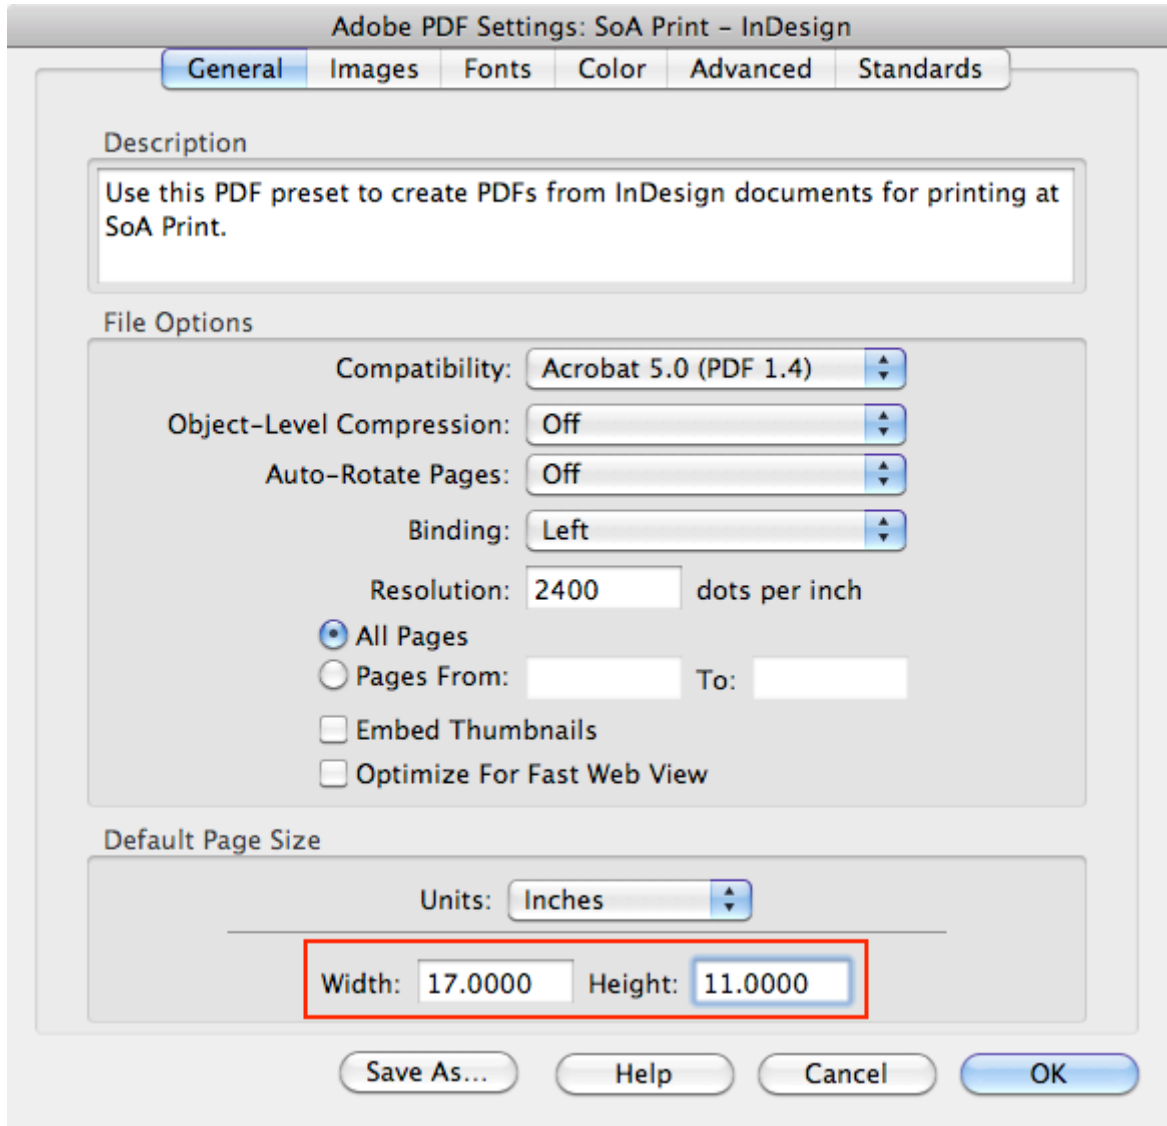 Adobe PDF Settings: SoA Print – InDesign
General Images Fonts Color Advanced Standards
Description
Use this PDF preset to create PDFs from InDesign documents for printing at
SoA Print.
File Options
Compatibility: Acrobat 5.0 (PDF 1.4)
Object-Level Compression: Off
Auto-Rotate Pages: Off
Binding: Left
Resolution: 2400 dots per inch
All Pages
Pages From: To:
Embed Thumbnails
Optimize For Fast Web View
Default Page Size
Units: Inches
Width: 17.0000 Height: 11.0000
Save As... Help Cancel OK